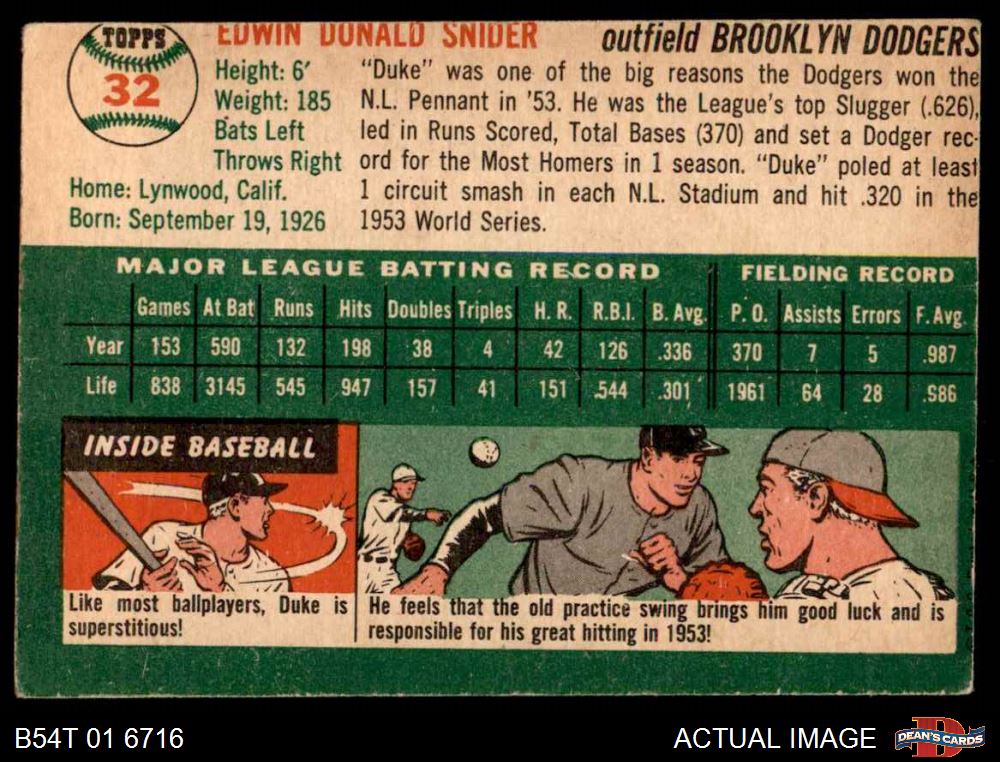 TOPPS
32
EDWIN DONALD SNIDER
outfield BROOKLYN DODGERS
Height: 6'
Weight: 185
Bats Left
Throws Right
Home: Lynwood, Calif.
Born: September 19, 1926
"Duke" was one of the big reasons the Dodgers won the
N.L. Pennant in '53. He was the League's top Slugger (.626),
led in Runs Scored, Total Bases (370) and set a Dodger rec-
ord for the Most Homers in 1 season. "Duke" poled at least
1 circuit smash in each N.L. Stadium and hit .320 in the
1953 World Series.
MAJOR LEAGUE BATTING RECORD FIELDING RECORD
Games At Bat Runs Hits Doubles Triples H. R. R.B.I. B. Avg. P. O. Assists Errors F. Avg.
Year 153 590 132 198 38 4 42 126 .336 370 7 5 .987
Life 838 3145 545 947 157 41 151 544 .301 1961 64 28 .986
INSIDE BASEBALL
Like most ballplayers, Duke is
superstitious!
He feels that the old practice swing brings him good luck and is
responsible for his great hitting in 1953!
B54T 01 6716
ACTUAL IMAGE
DEAN'S CARDS